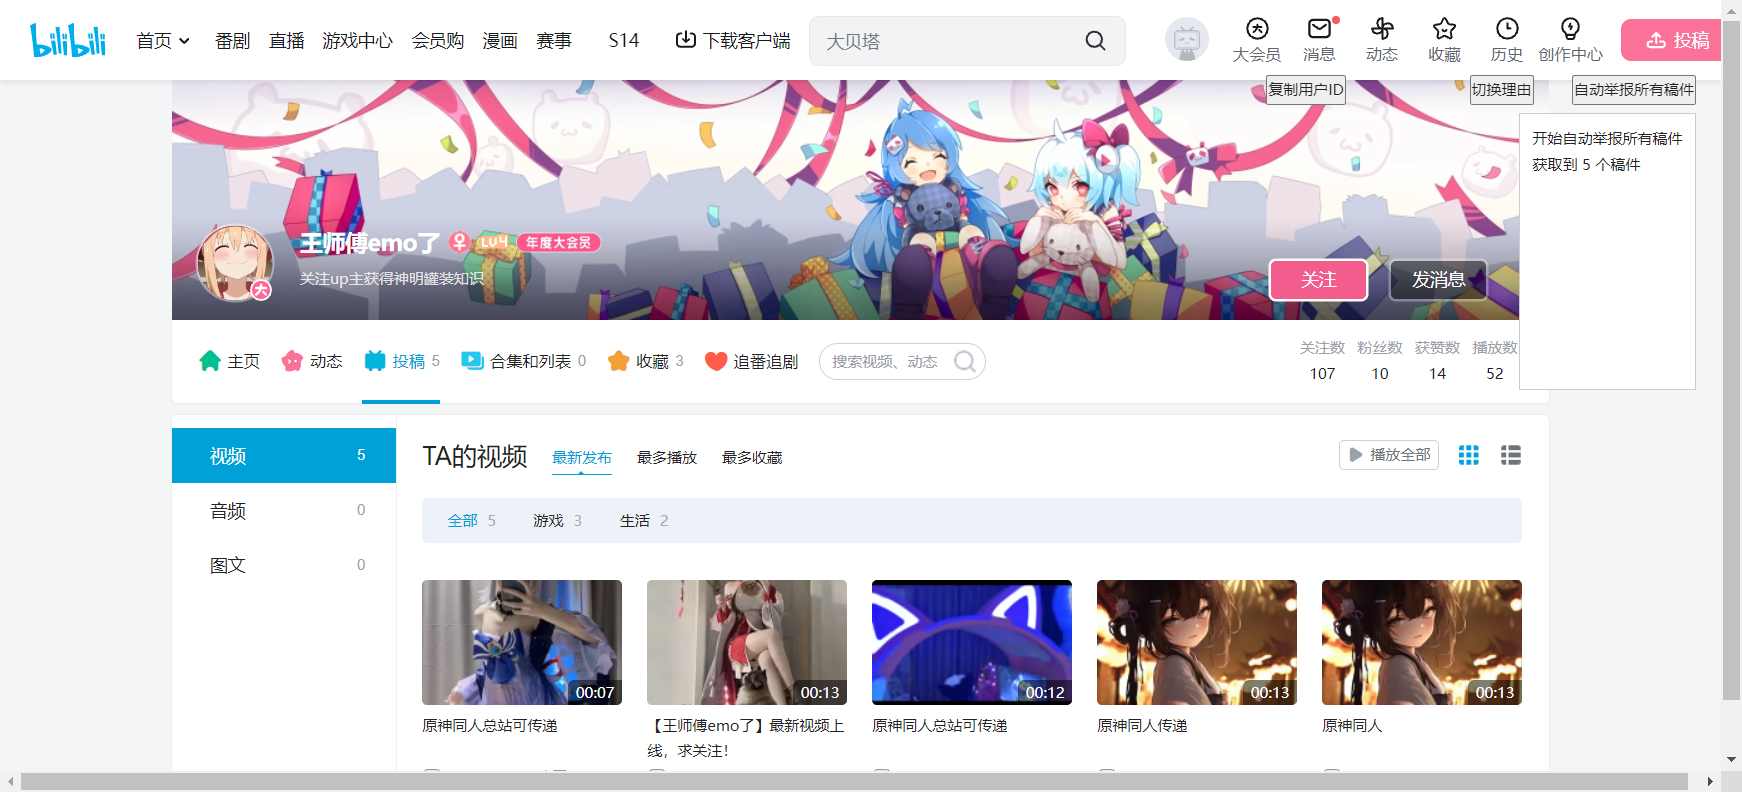 bilibili
首页
番剧
直播
游戏中心
会员购
漫画
赛事
S14
下载客户端
大贝塔
大会员
消息
动态
收藏
历史
创作中心
投稿
复制用户ID
切换理由
自动举报所有稿件
开始自动举报所有稿件
获取到 5 个稿件
王师傅emo了 LV4 年度大会员
关注up主获得神明罐装知识
关注
发消息
主页
动态
投稿 5
合集和列表 0
收藏 3
追番追剧
搜索视频、动态
关注数 粉丝数 获赞数 播放数
107 10 14 52
视频 5
音频 0
图文 0
TA的视频
最新发布
最多播放
最多收藏
播放全部
全部 5
游戏 3
生活 2
00:07
00:13
00:12
00:13
00:13
原神同人总站可传递
【王师傅emo了】最新视频上
线，求关注！
原神同人总站可传递
原神同人传递
原神同人